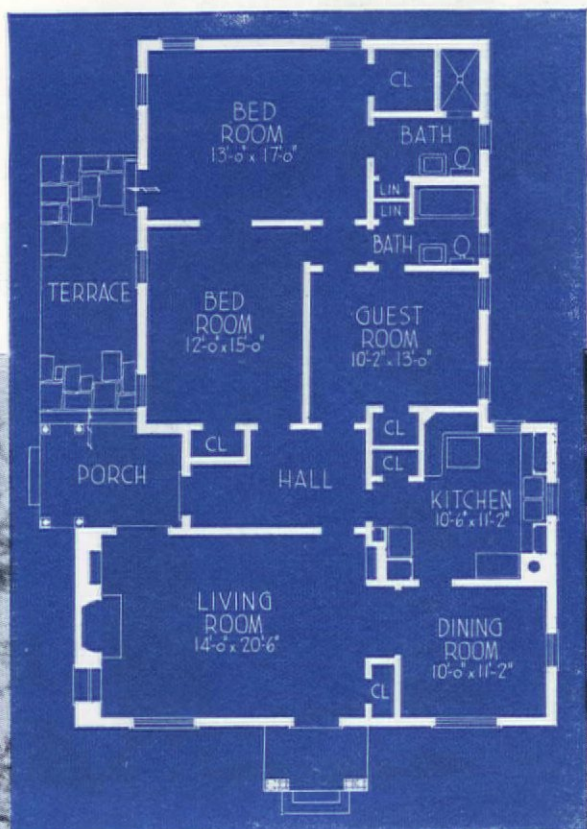 CL
BED
ROOM
13'-0" x 17'-0"
BATH
LIN
LIN
BATH
TERRACE
BED
ROOM
12'-0" x 15'-0"
GUEST
ROOM
10'-2" x 13'-0"
CL
CL
CL
PORCH
HALL
KITCHEN
10'-6" x 11'-2"
LIVING
ROOM
14'-0" x 20'-6"
DINING
ROOM
10'-0" x 11'-2"
CL